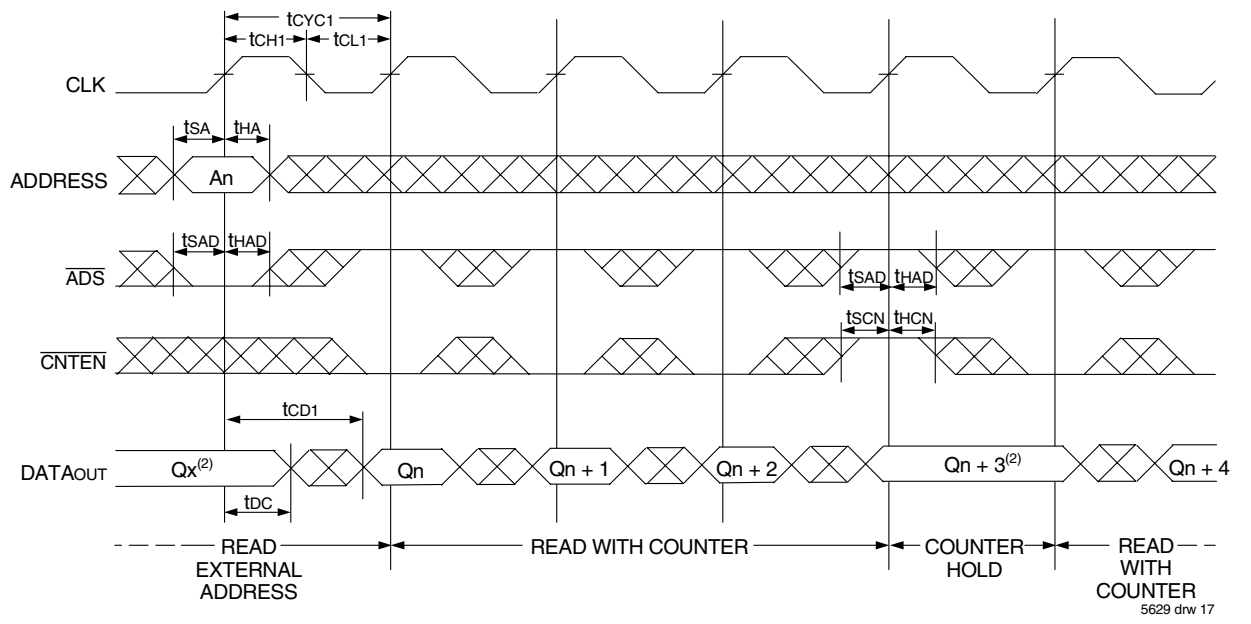 tCYC1
tCH1 tCL1
CLK
tSA tHA
ADDRESS An
tSAD tHAD
ADS tSAD tHAD
tSCN tHCN
CNTEN
tCD1
DATAOUT Qx(2) Qn Qn + 1 Qn + 2 Qn + 3(2) Qn + 4
tDC
READ EXTERNAL ADDRESS
READ WITH COUNTER
COUNTER HOLD
READ WITH COUNTER
5629 drw 17